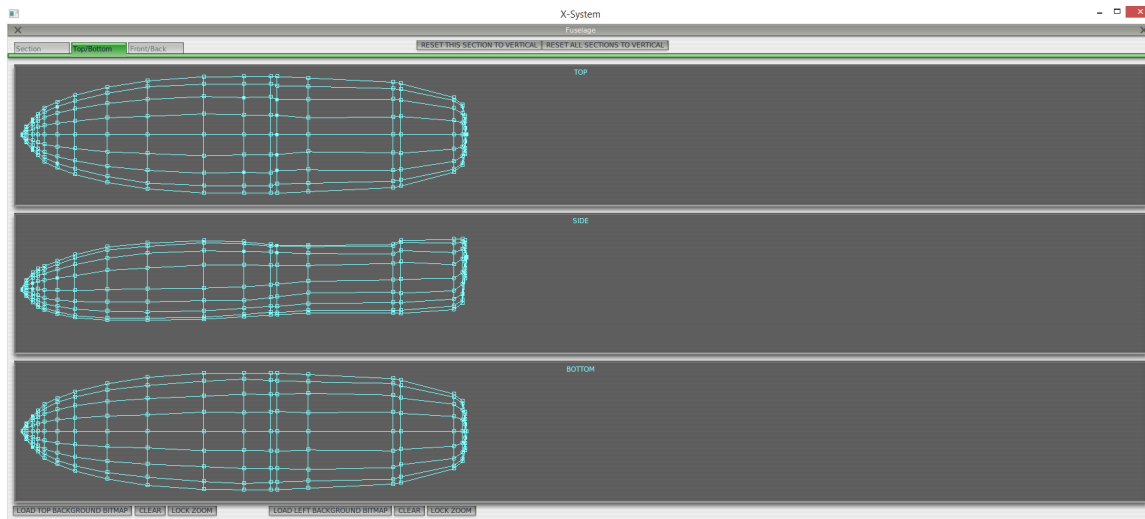 X-System
Fuselage
Section Top/Bottom Front/Back RESET THIS SECTION TO VERTICAL RESET ALL SECTIONS TO VERTICAL
TOP
SIDE
BOTTOM
LOAD TOP BACKGROUND BITMAP CLEAR LOCK ZOOM LOAD LEFT BACKGROUND BITMAP CLEAR LOCK ZOOM